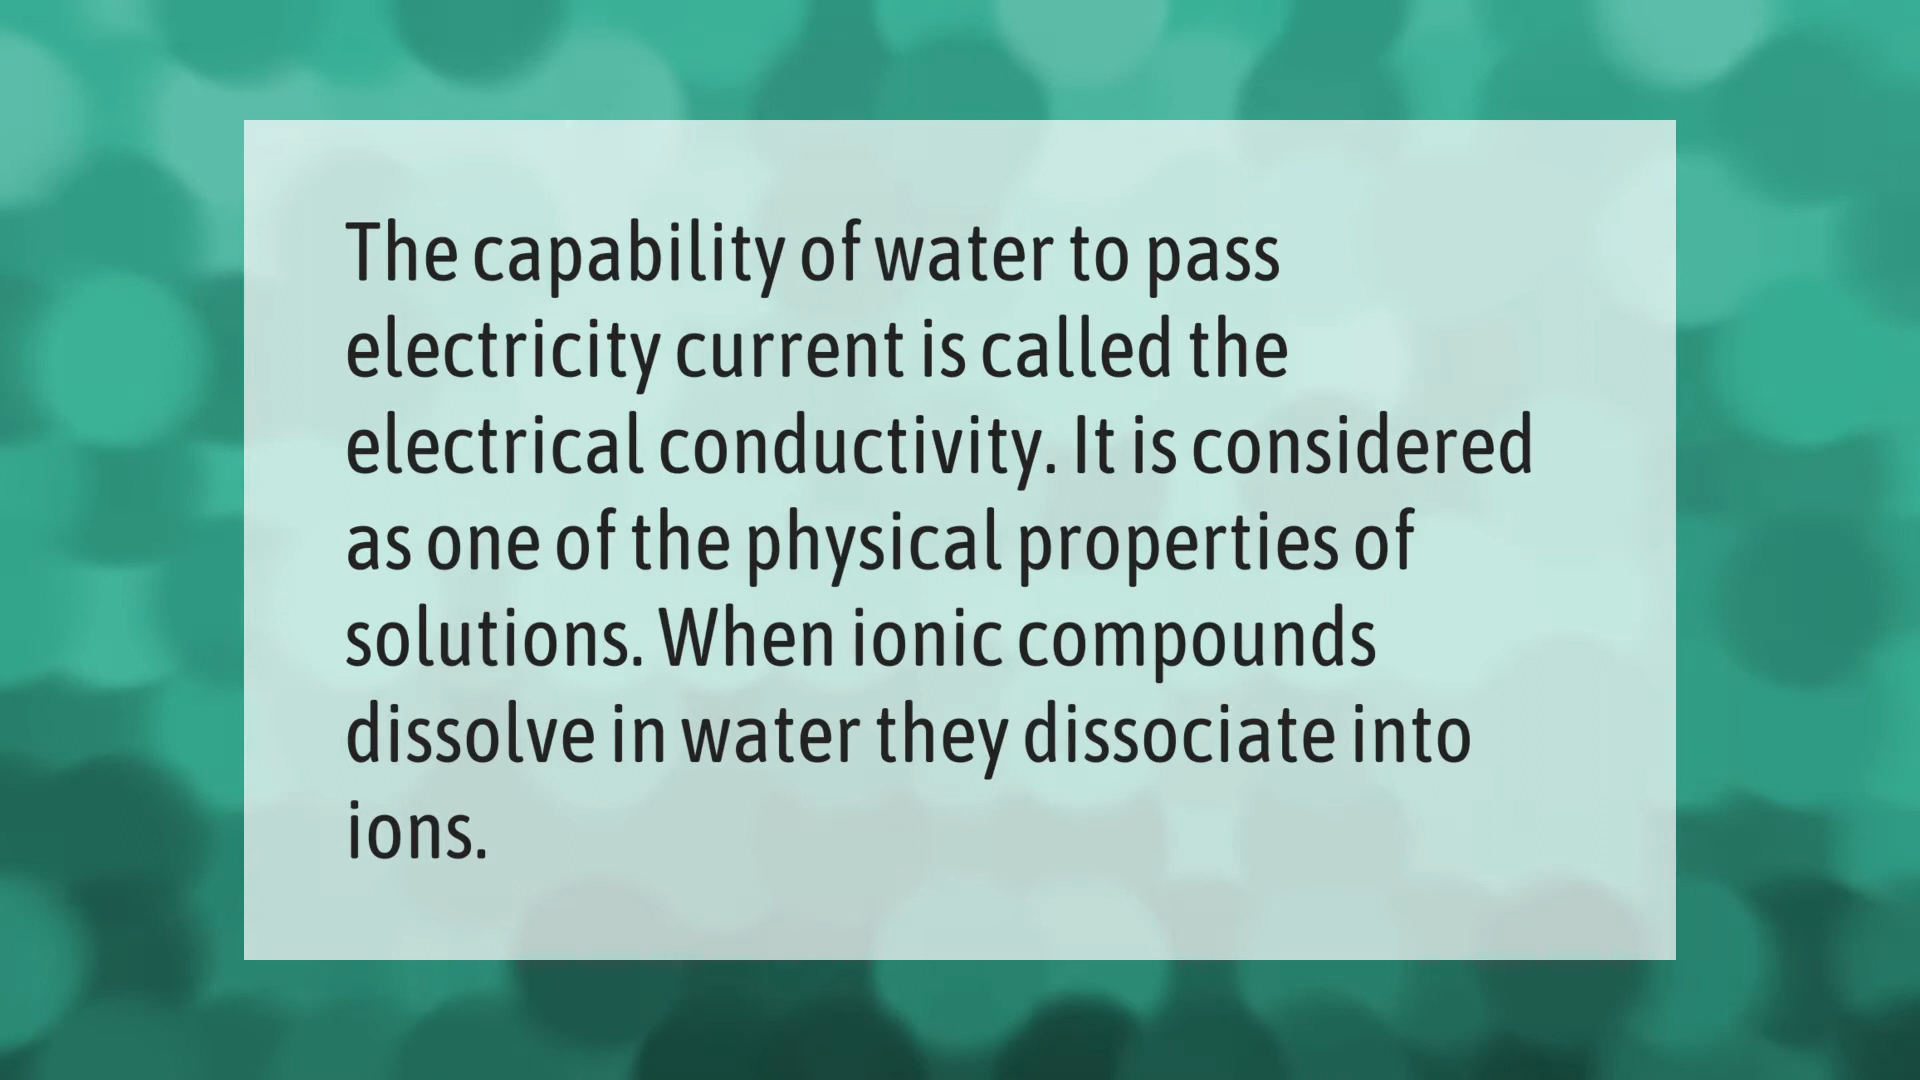 The capability of water to pass
electricity current is called the
electrical conductivity. It is considered
as one of the physical properties of
solutions. When ionic compounds
dissolve in water they dissociate into
ions.